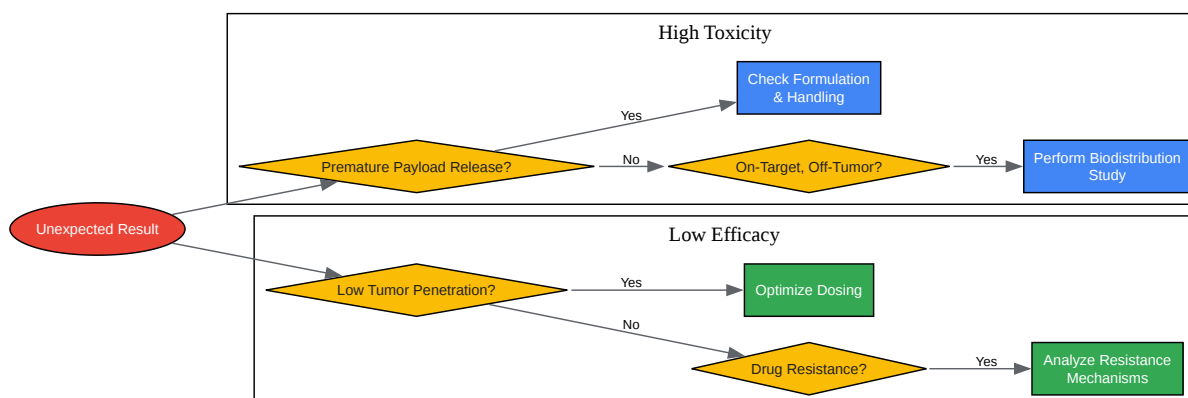 High Toxicity
Check Formulation
& Handling
Yes
Premature Payload Release?
No
On-Target, Off-Tumor?
Yes
Perform Biodistribution
Study
Unexpected Result
Low Efficacy
Low Tumor Penetration?
Yes
Optimize Dosing
No
Drug Resistance?
Yes
Analyze Resistance
Mechanisms